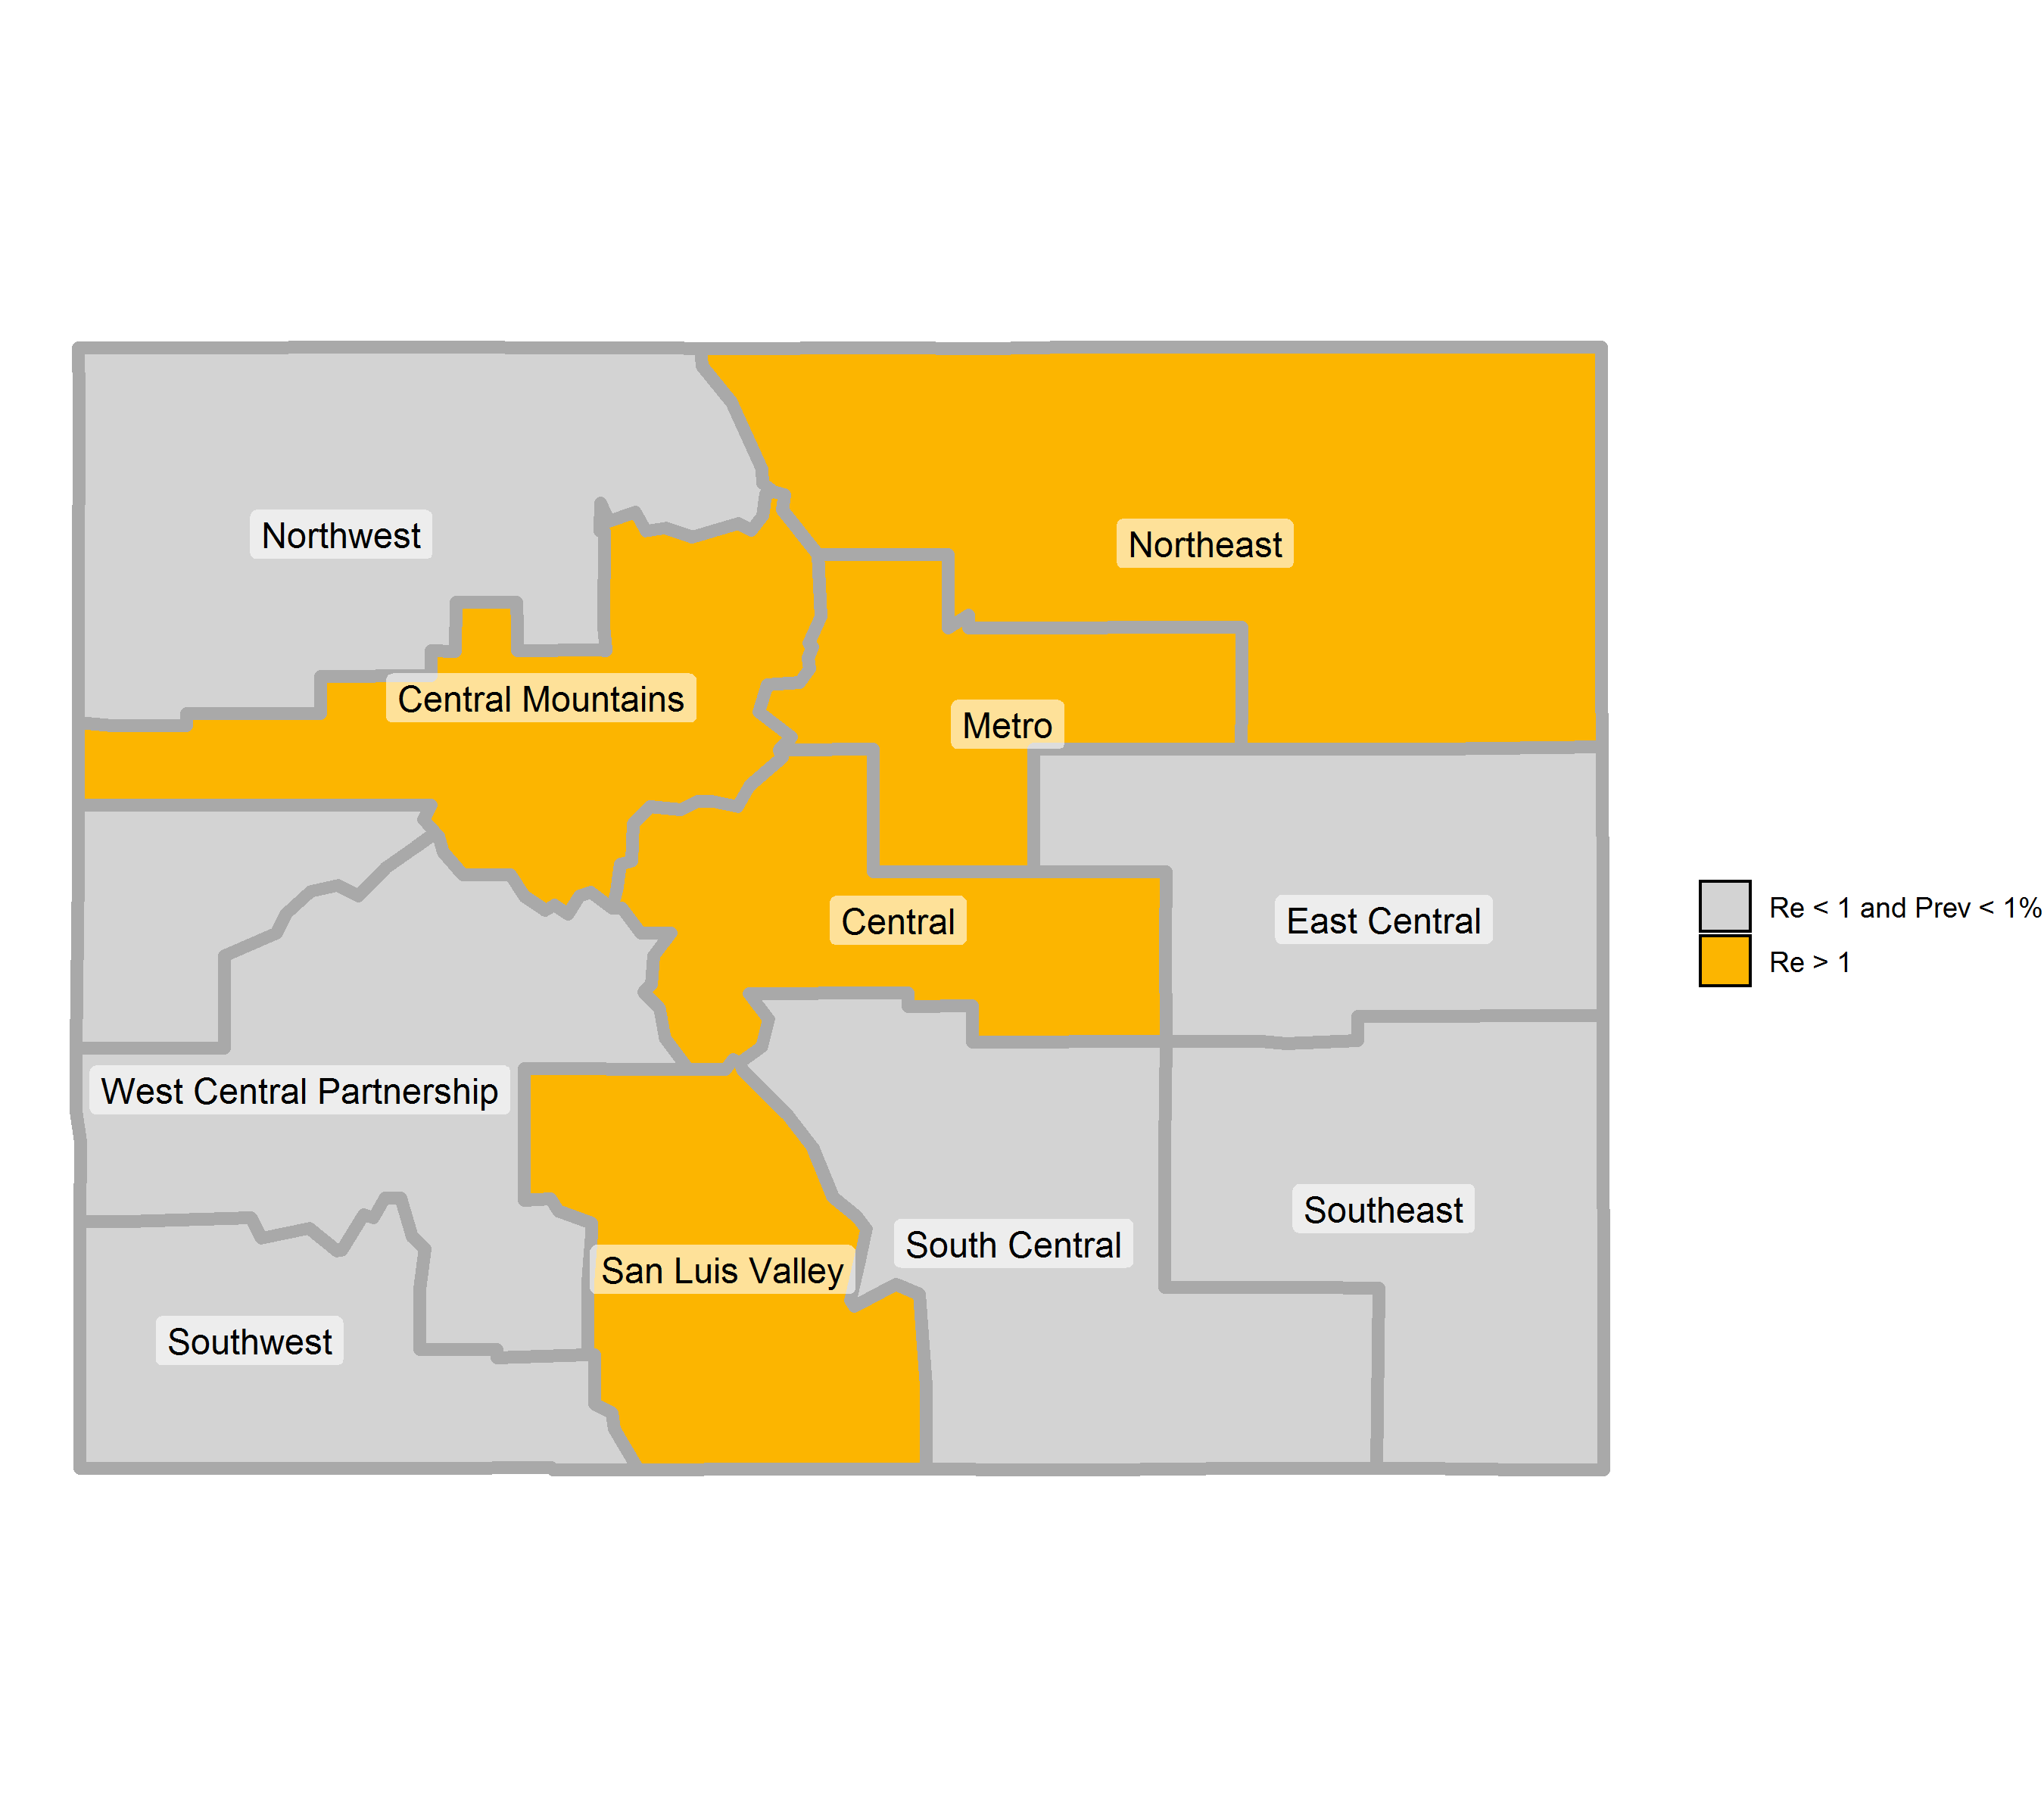 Northwest
Northeast
Central Mountains
Metro
Central
East Central
Re < 1 and Prev < 1%
Re > 1
West Central Partnership
Southeast
South Central
San Luis Valley
Southwest